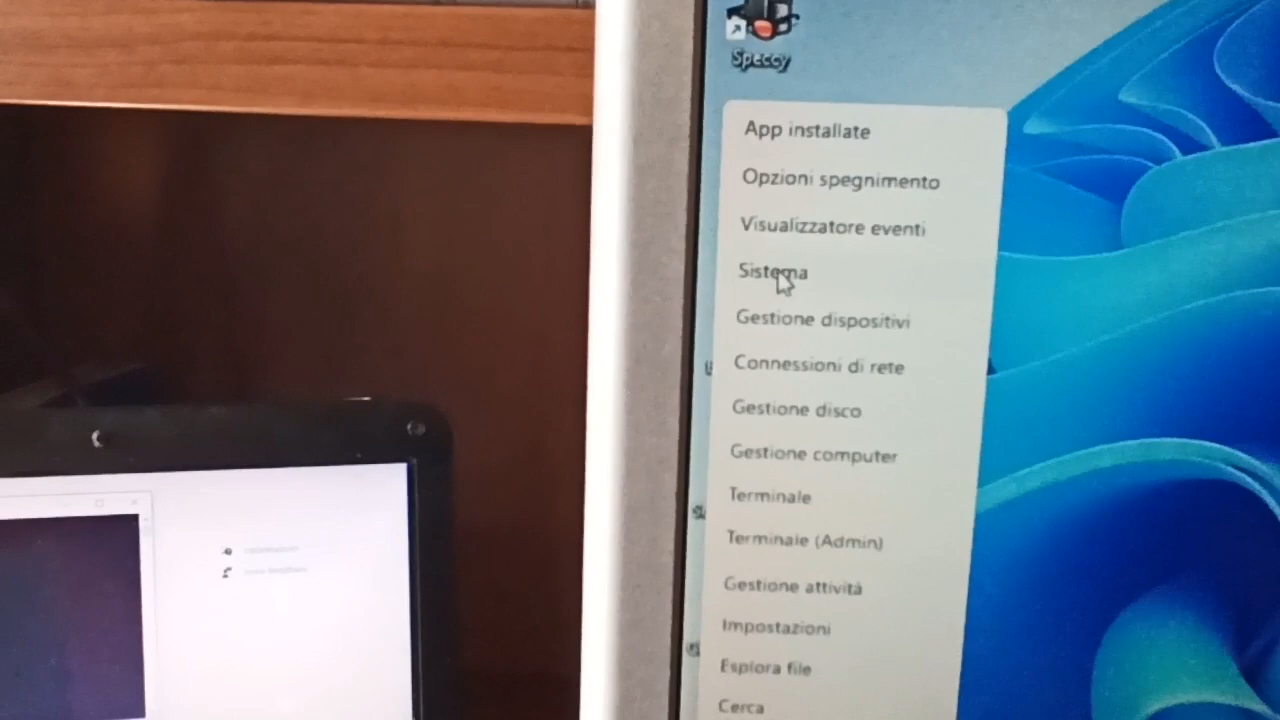 Speccy
App installate
Opzioni spegnimento
Visualizzatore eventi
Sistema
Gestione dispositivi
Connessioni di rete
Gestione disco
Gestione computer
Terminale
Terminale (Admin)
Gestione attività
Impostazioni
Esplora file
Cerca